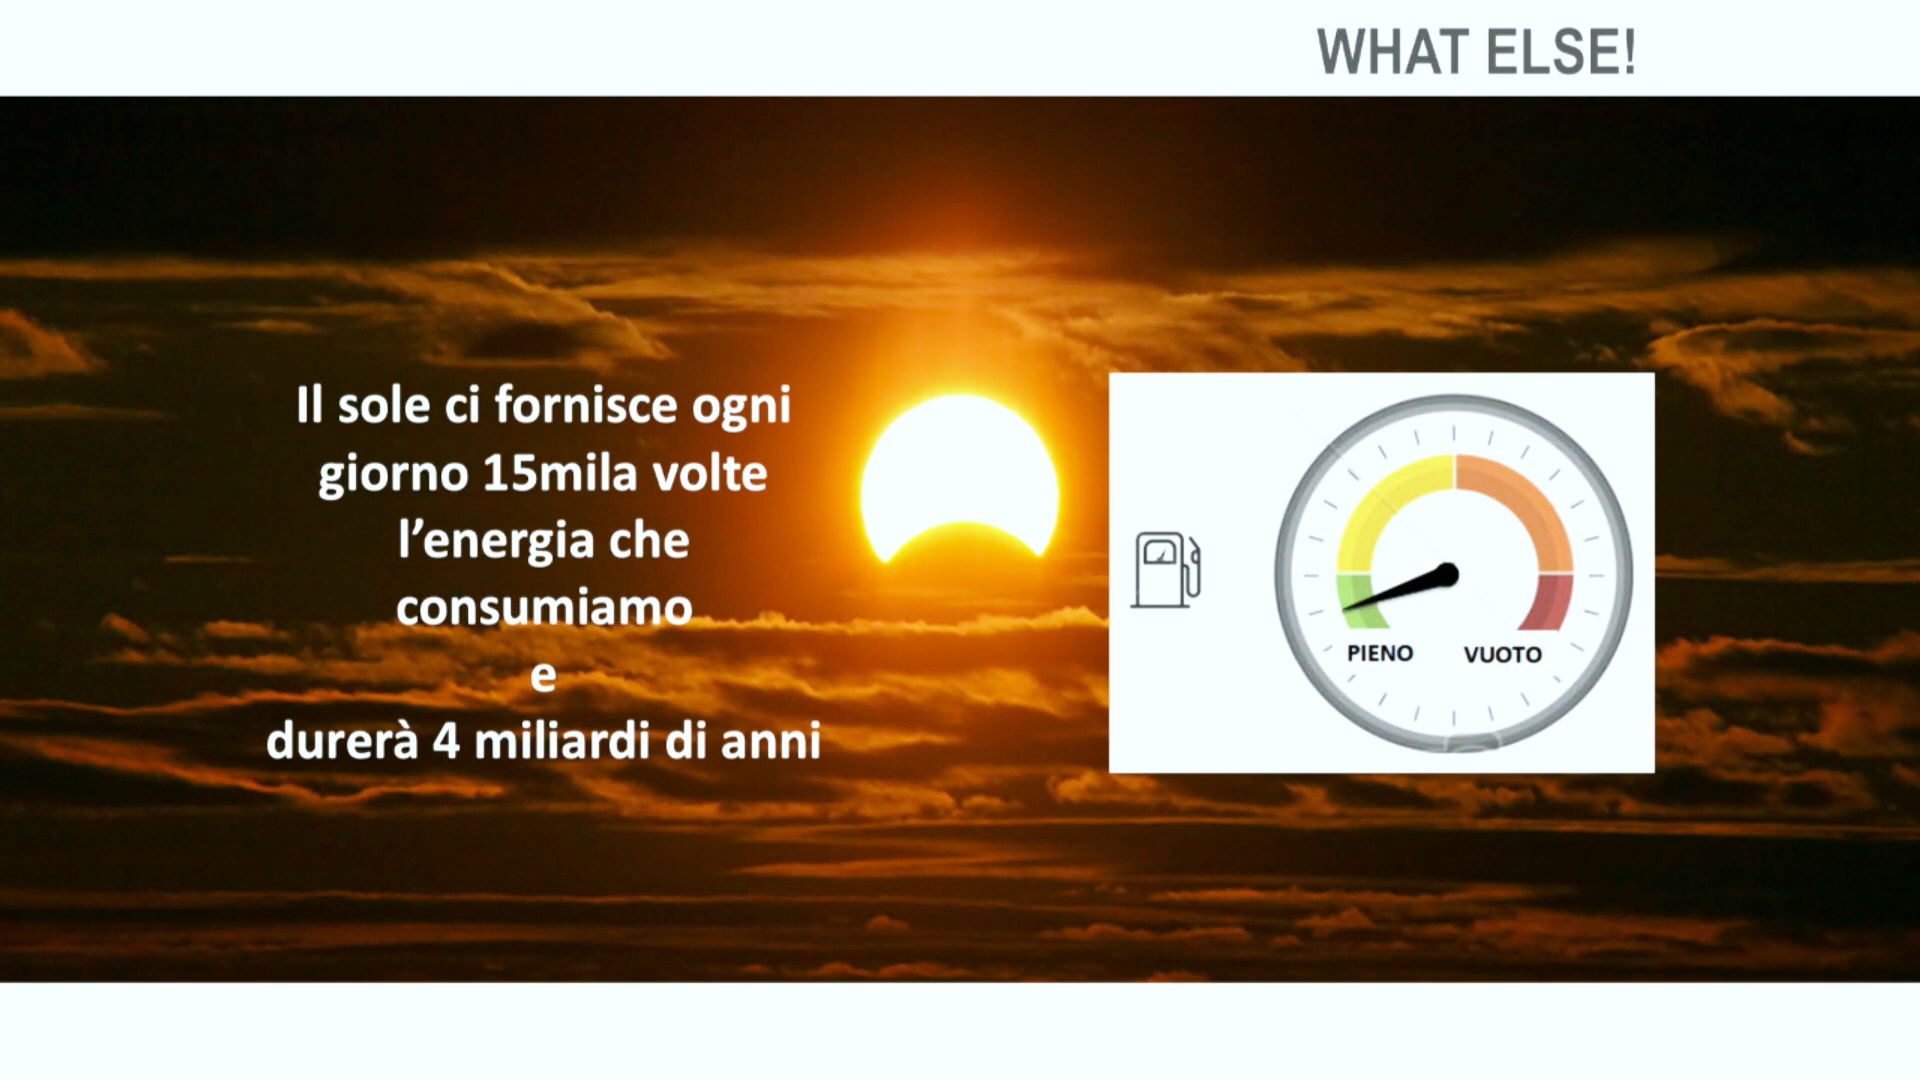 WHAT ELSE!
Il sole ci fornisce ogni
giorno 15mila volte
l’energia che
consumiamo
e
durerà 4 miliardi di anni
PIENO VUOTO